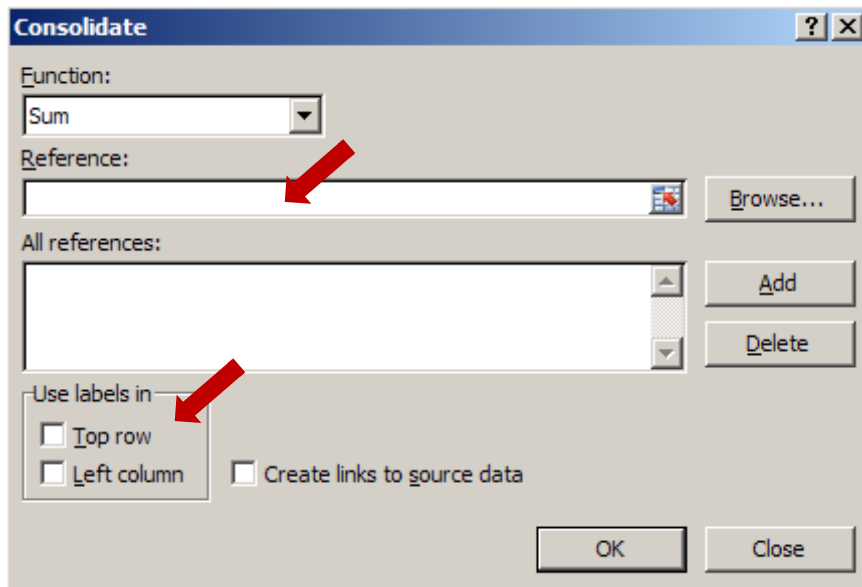 Consolidate
Function:
Sum
Reference:
Browse...
All references:
Add
Delete
Use labels in
Top row
Left column
Create links to source data
OK
Close